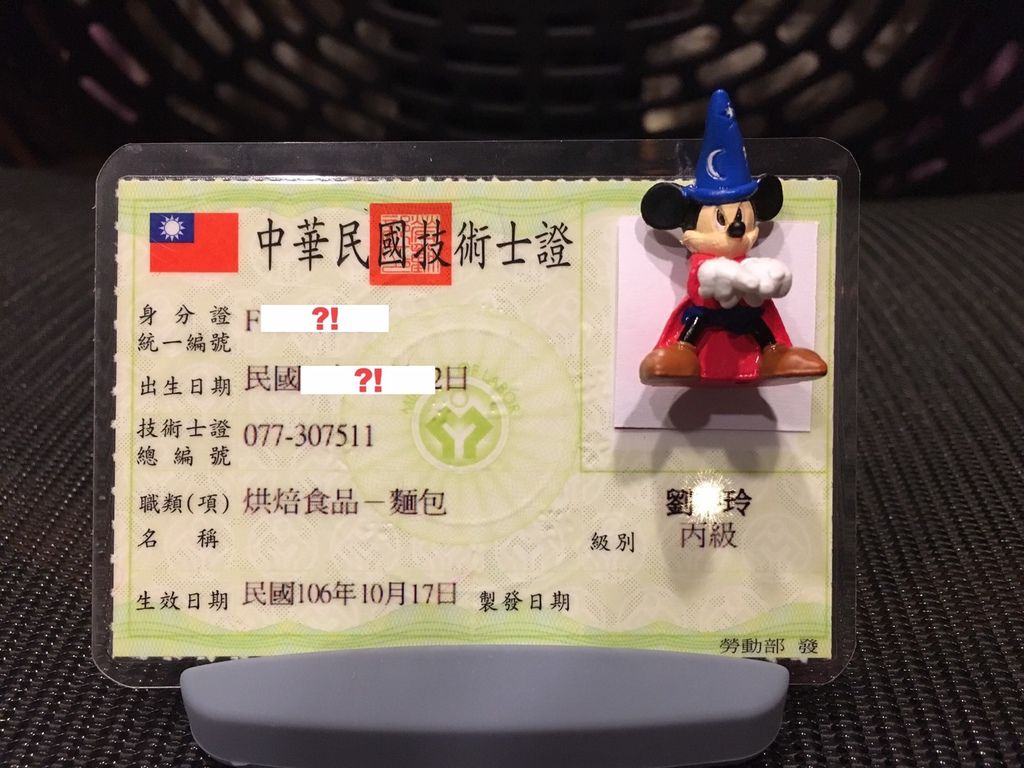 中華民國技術士證
身分證
統一編號 F ?!
出生日期 民國 ?! 2日
技術士證
總編號 077-307511
職類(項) 烘焙食品－麵包
名稱
劉 玲
級別 丙級
生效日期 民國106年10月17日 製發日期
勞動部 發